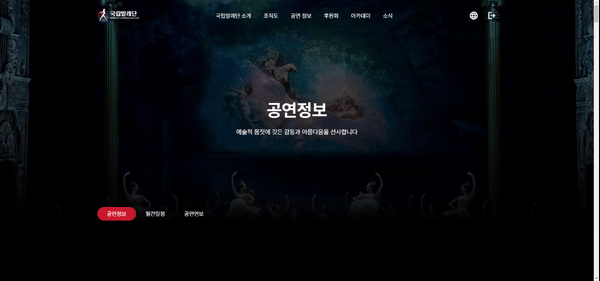 국립발레단
국립발레단 소개
조직도
공연 정보
후원회
아카데미
소식
공연정보
예술적 몸짓에 깃든 감동과 아름다움을 선사합니다
공연정보
월간일정
공연연보